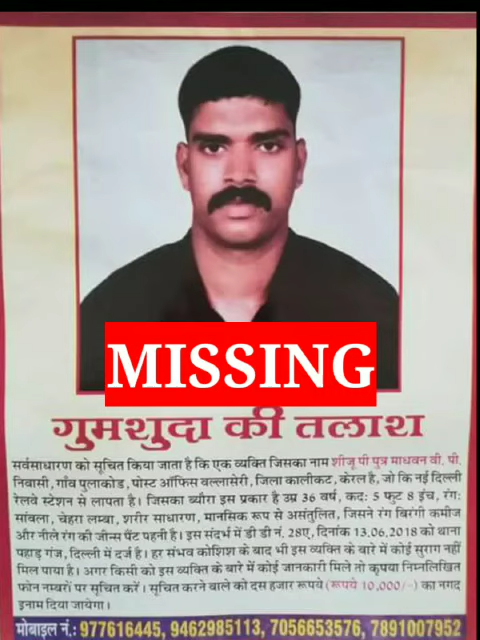 MISSING
गुमशुदा की तलाश
सर्वसाधारण को सूचित किया जाता है कि एक व्यक्ति जिसका नाम शीजू पी पुत्र माधवन वी. पी.
निवामी, गाँव पुलाकोड, पोस्ट ऑफिस वल्लासेरी, जिला कालीकट, केरल है, जो कि नई दिल्ली
रेलवे स्टेशन से लापता है। जिसका ब्यौरा इस प्रकार है उम्र 36 वर्ष, कदः 5 फुट 8 इंच, रंगः
सांवला, चेहरा लम्बा, शरीर साधारण, मानसिक रूप से असंतुलित, जिसने रंग बिरंगी कमीज
और नीले रंग की जीन्स पैंट पहनी है। इस संदर्भ में डी डी नं. 28ए, दिनांक 13.06.2018 को थाना
पहाड़ गंज, दिल्ली में दर्ज है। हर संभव कोशिश के बाद भी इस व्यक्ति के बारे में कोई सुराग नहीं
मिल पाया है। अगर किसी को इस व्यक्ति के बारे में कोई जानकारी मिले तो कृपया निम्नलिखित
फोन नम्बरों पर सूचित करें। सूचित करने वाले को दस हजार रूपये (रूपये 10,000/-) का नगद
इनाम दिया जायेगा।
मोबाइल नं.: 977616445, 9462985113, 7056653576, 7891007952